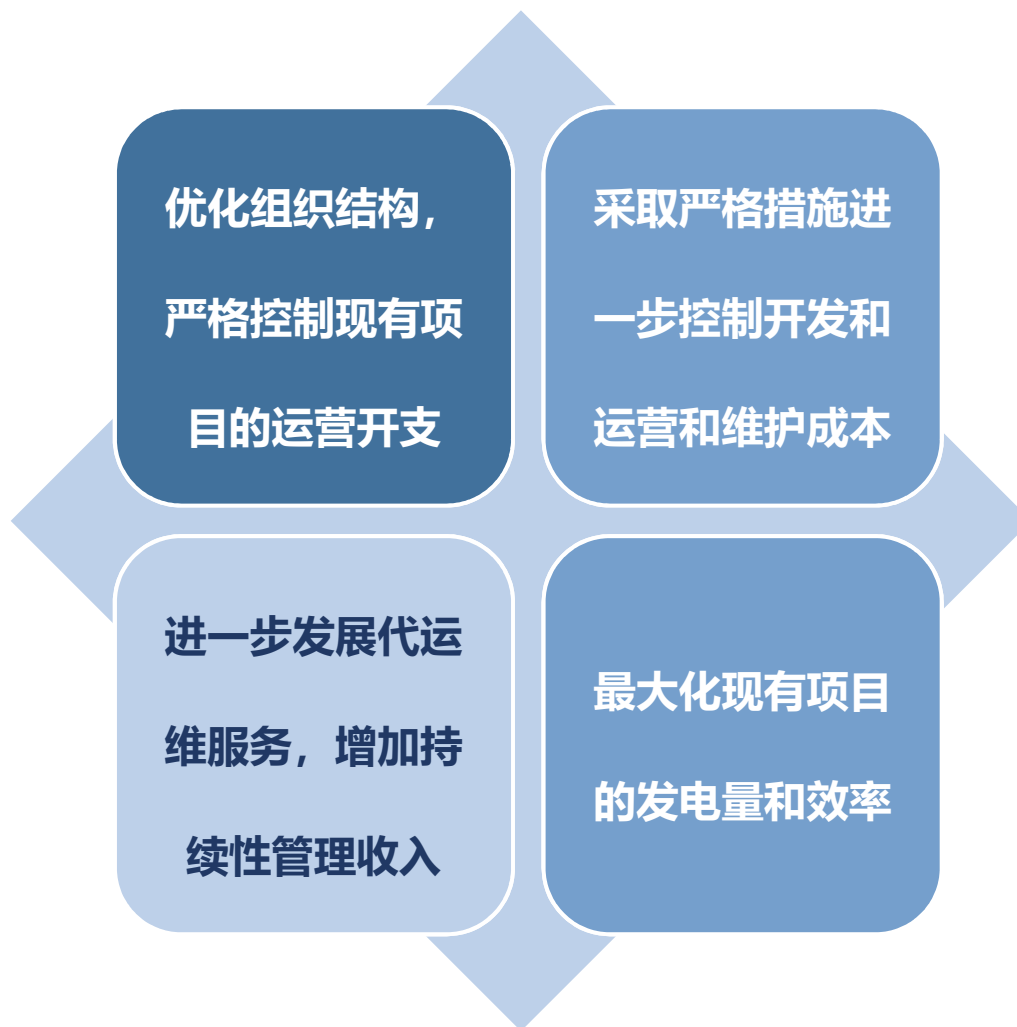 优化组织结构，
严格控制现有项
目的运营开支
采取严格措施进
一步控制开发和
运营和维护成本
进一步发展代运
维服务，增加持
续性管理收入
最大化现有项目
的发电量和效率